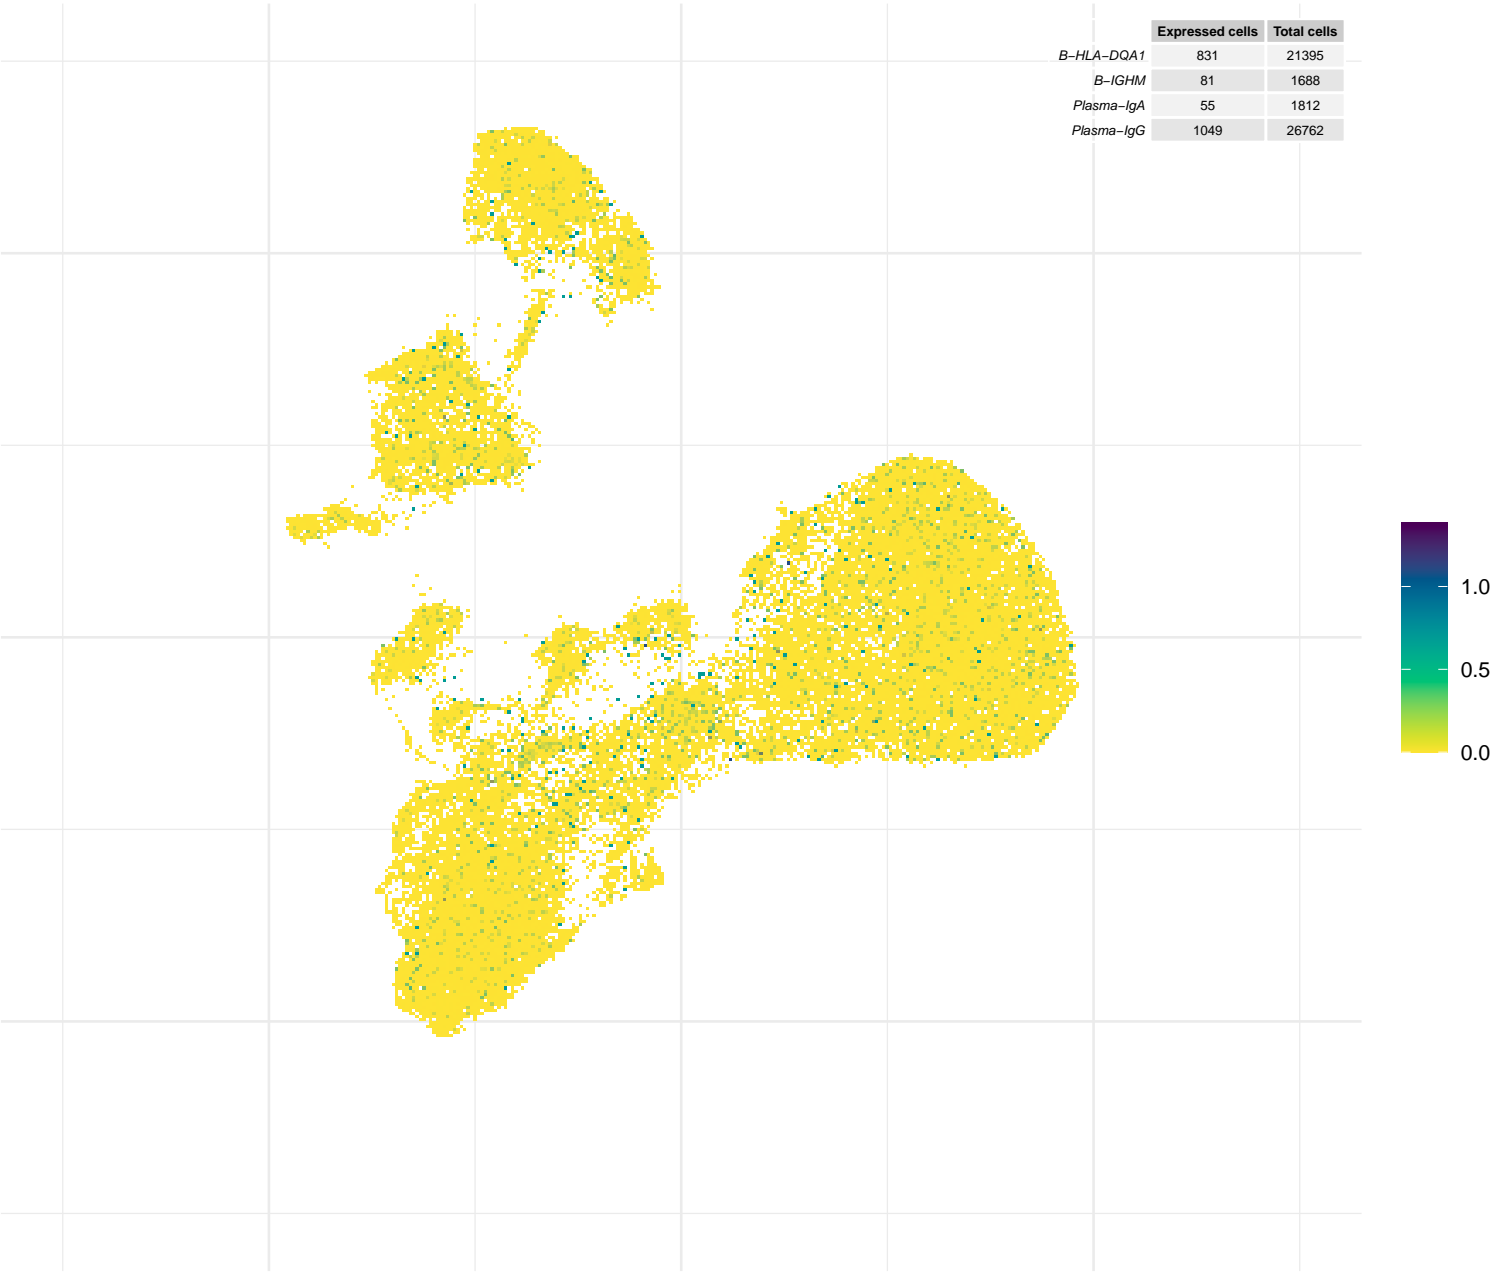 Expressed cells Total cells
B−HLA−DQA1 831 21395
B−IGHM 81 1688
Plasma−IgA 55 1812
Plasma−IgG 1049 26762
1.0
0.5
0.0